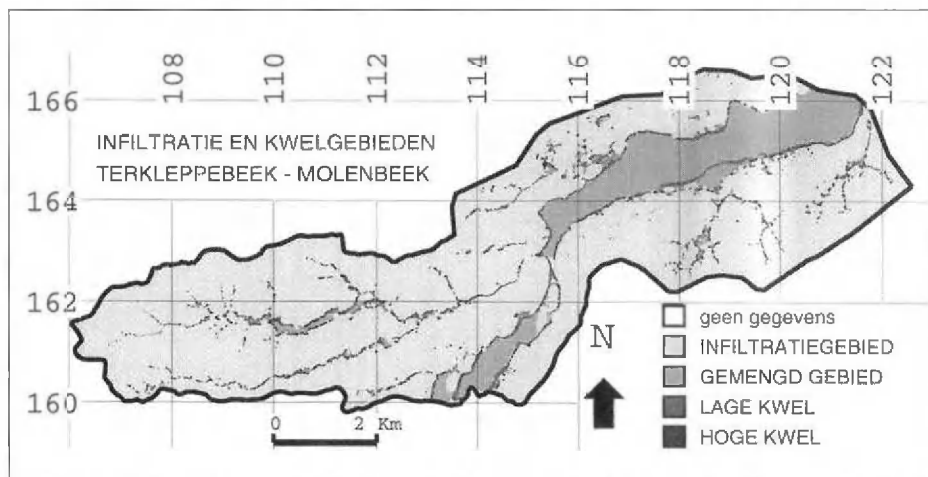 108
110
112
114
116
118
120
122
166
INFILTRATIE EN KWELGEBIEDEN
TERKLEPPEBEEK - MOLENBEEK
164
162
160
0 2 Km
N
geen gegevens
INFILTRATIEGEBIED
GEMENGD GEBIED
LAGE KWEL
HOGE KWEL